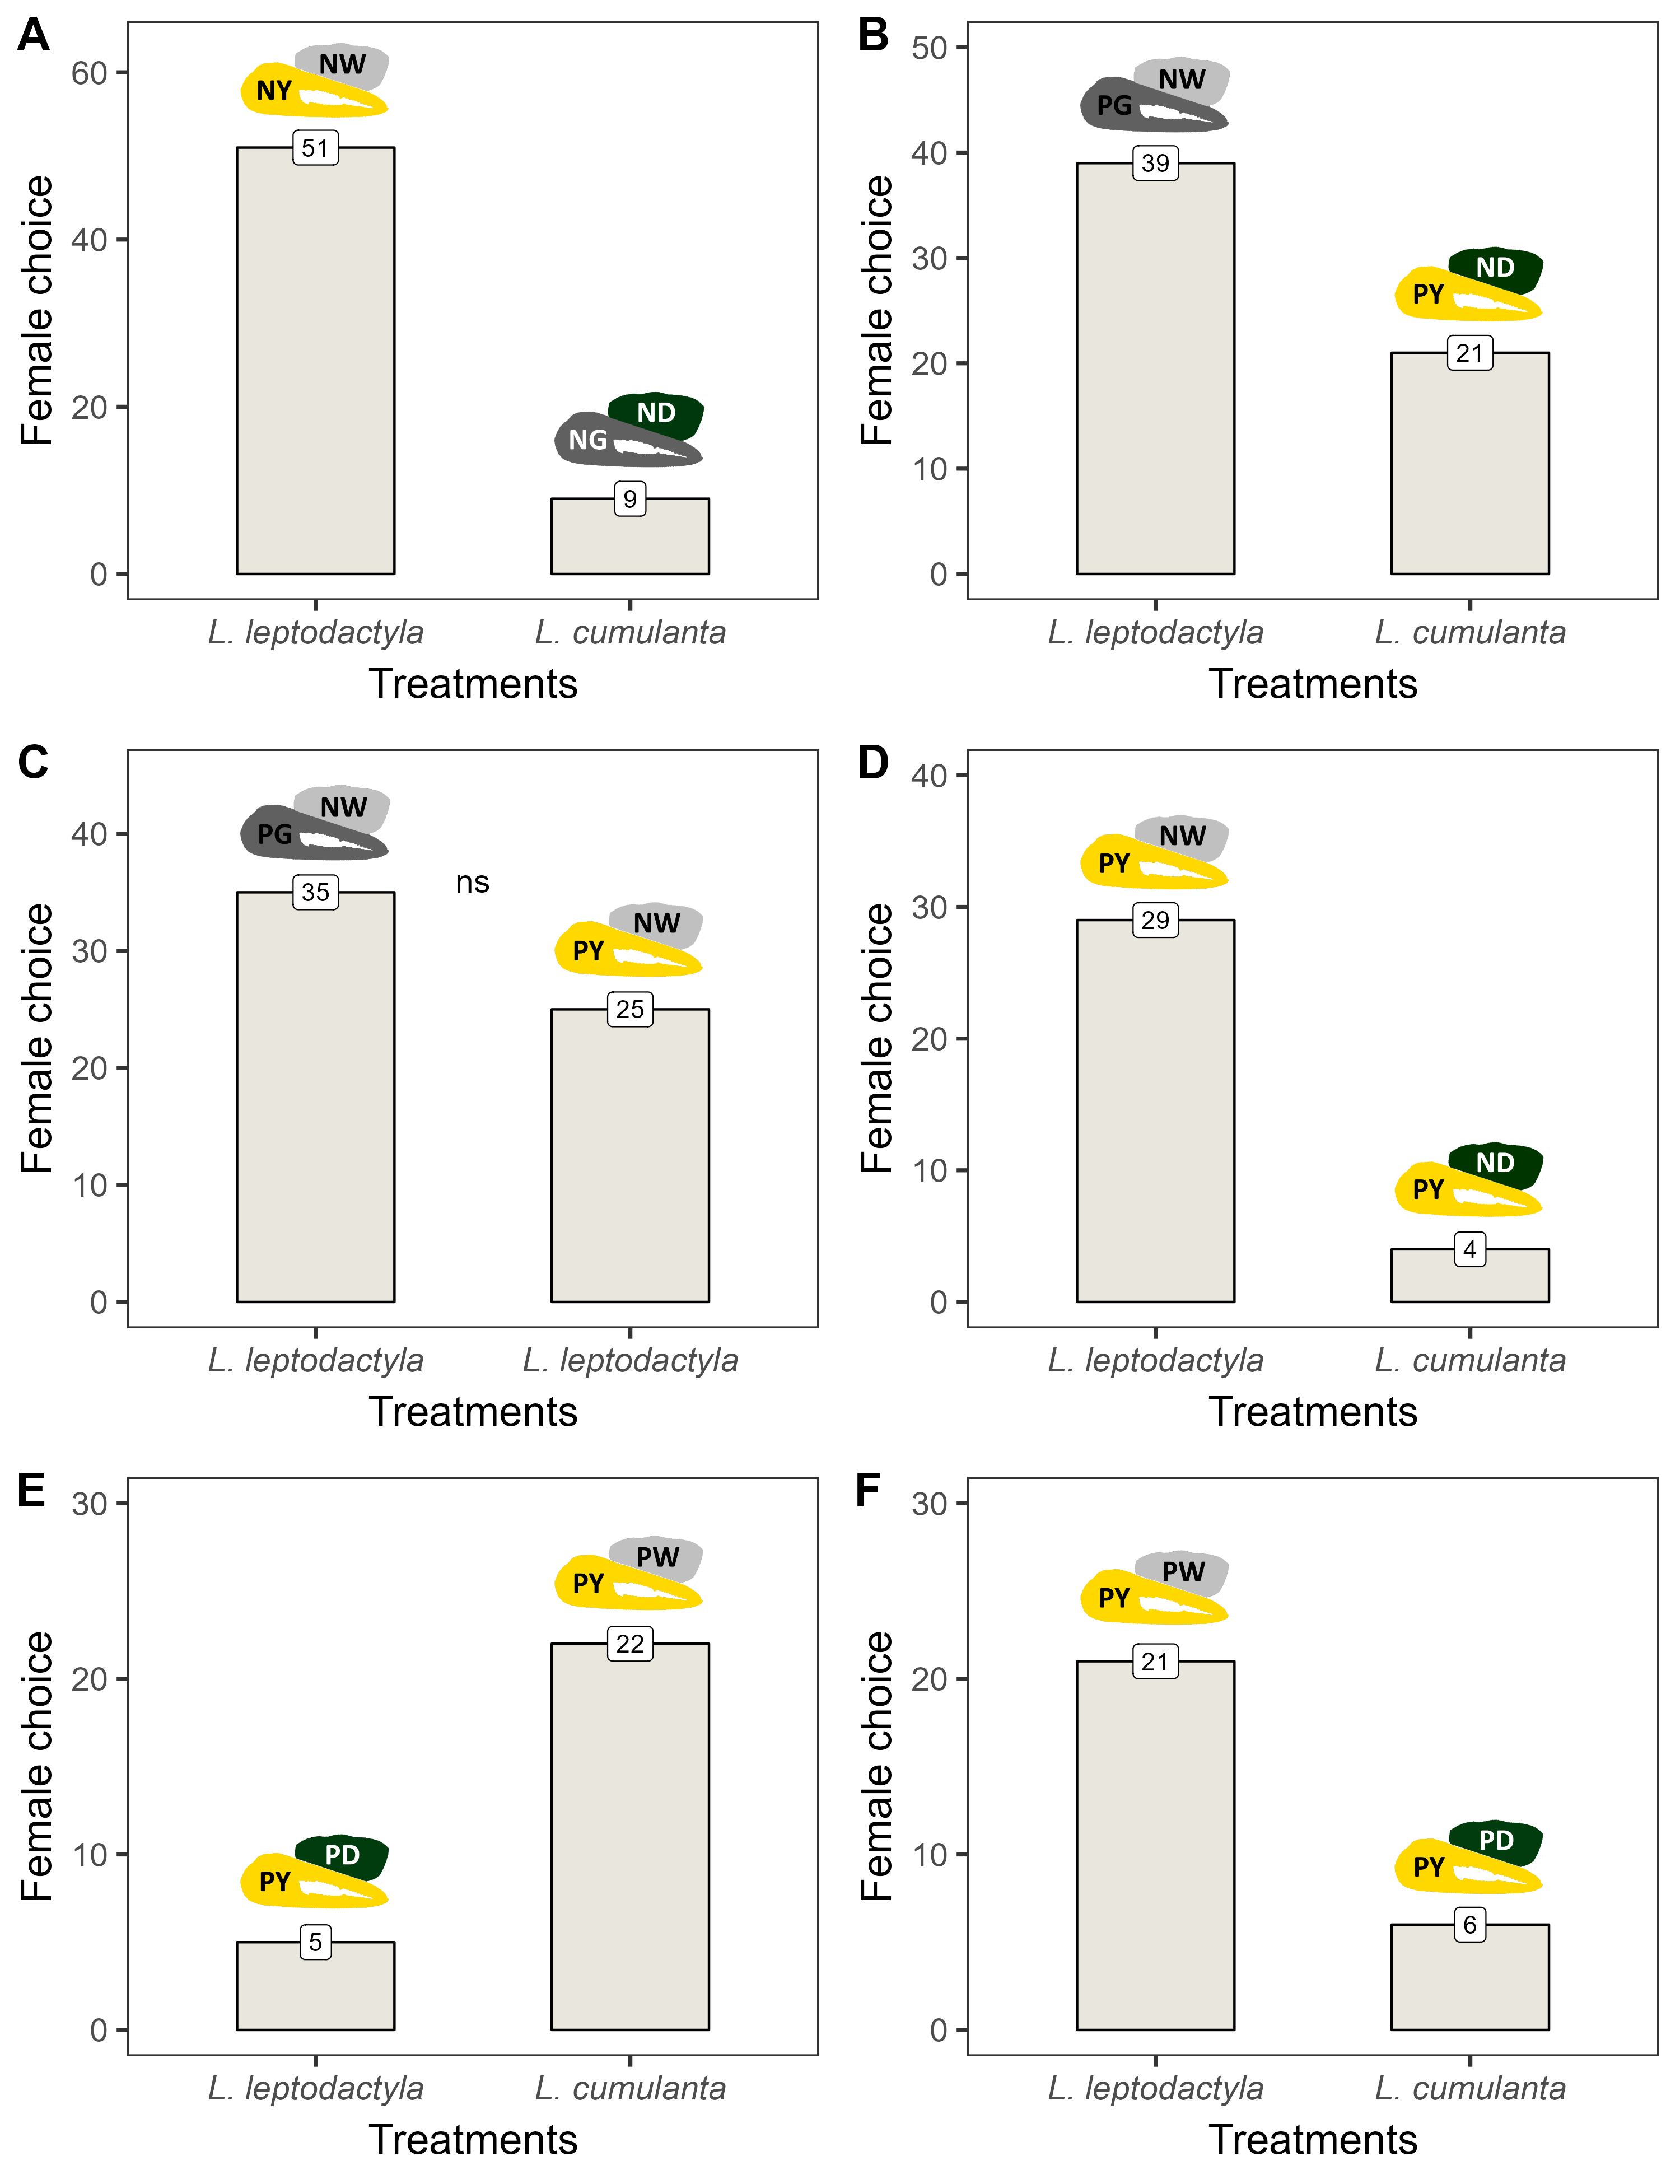 A
Female choice
60
40
20
0
NW
NY
51
ND
NG
9
L. leptodactyla
L. cumulanta
Treatments
B
Female choice
50
40
30
20
10
0
NW
PG
39
ND
PY
21
L. leptodactyla
L. cumulanta
Treatments
C
Female choice
40
30
20
10
0
NW
PG
35
ns
NW
PY
25
L. leptodactyla
L. leptodactyla
Treatments
D
Female choice
40
30
20
10
0
NW
PY
29
ND
PY
4
L. leptodactyla
L. cumulanta
Treatments
E
Female choice
30
20
10
0
PD
PY
5
PW
PY
22
L. leptodactyla
L. cumulanta
Treatments
F
Female choice
30
20
10
0
PW
PY
21
PD
PY
6
L. leptodactyla
L. cumulanta
Treatments